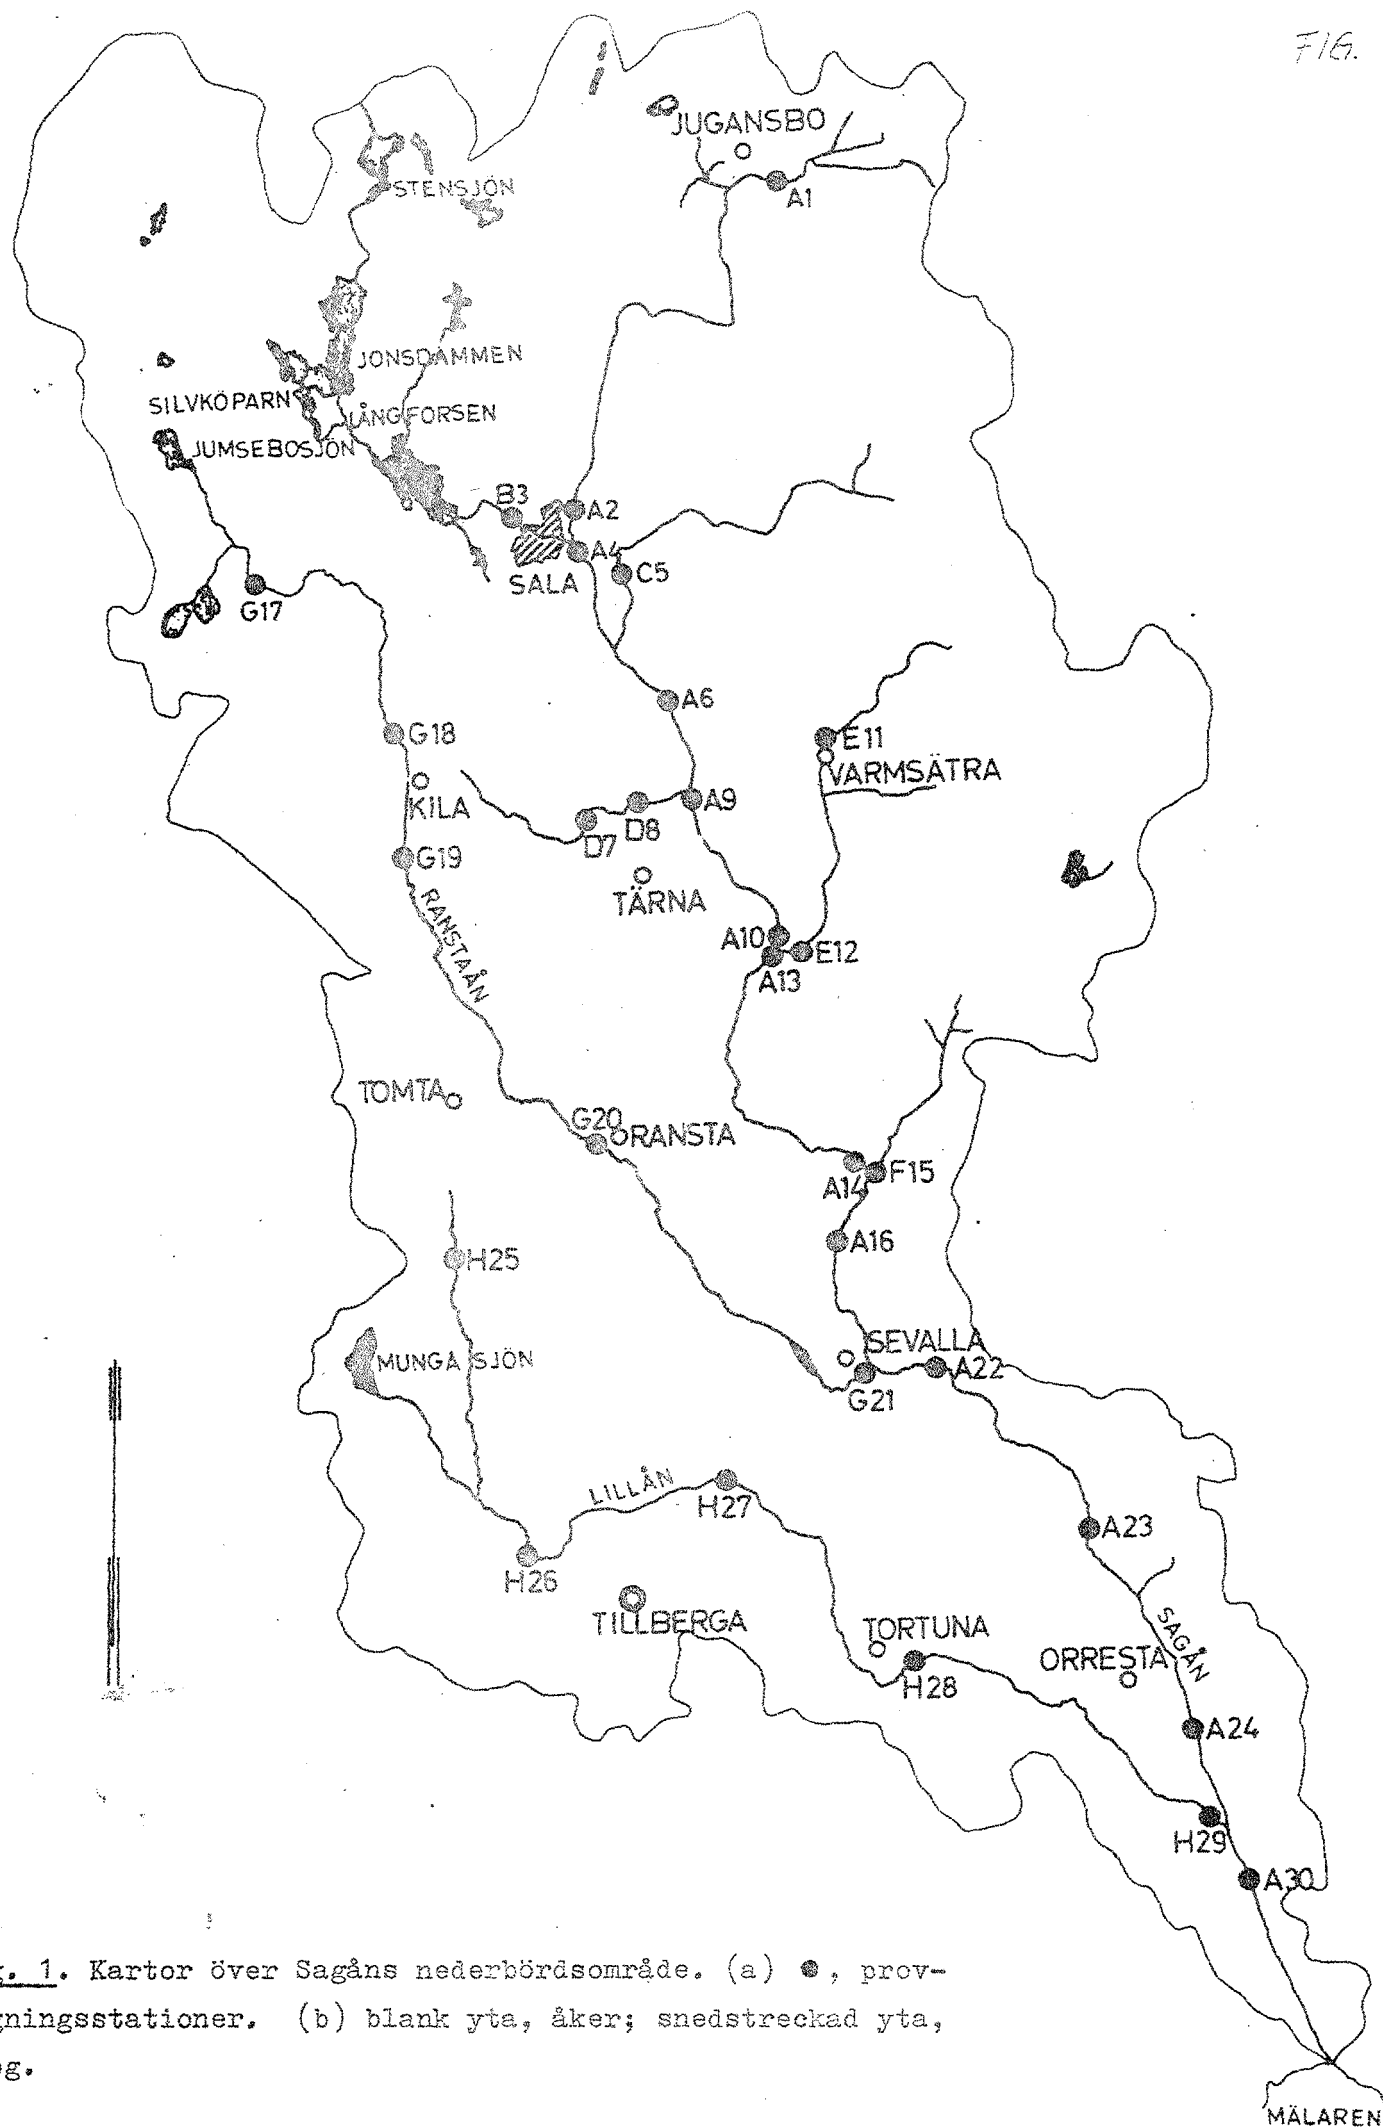 FIG.
JUGANSBO
A1
STENSJÖN
JONSDAMMEN
SILVKÖPARN
LÅNGFORSEN
JUMSEBOSJÖN
B3
A2
A4
C5
SALA
G17
A6
G18
E11
VARMSÄTRA
KILA
D7
D8
A9
G19
TÄRNA
RANSTAÅN
A10
E12
A13
TOMTA
G20
RANSTA
A14
F15
A16
H25
SEVALLA
MUNGASJÖN
A22
G21
LILLÅN
H27
A23
H26
TILLBERGA
TORTUNA
SAGÅN
ORRESTA
H28
A24
H29
A30
g. 1. Kartor över Sagåns nederbördsområde. (a) ●, prov-
gningsstationer. (b) blank yta, åker; snedstreckad yta,
og.
MÄLAREN